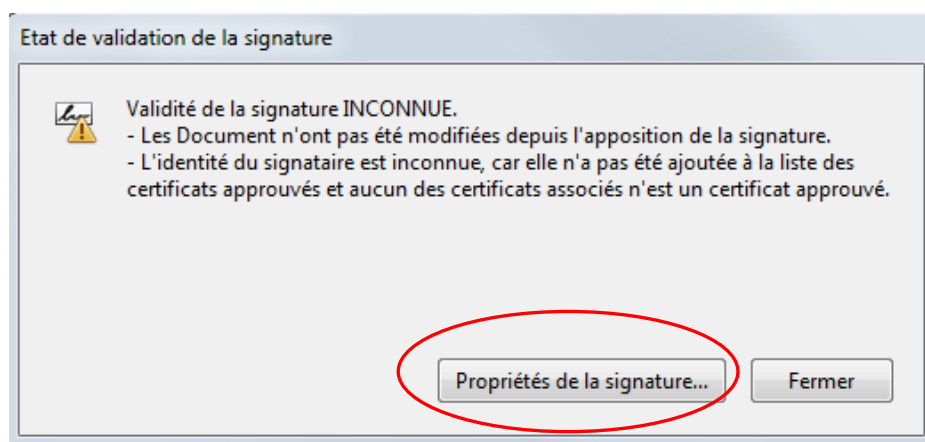 Etat de validation de la signature
Validité de la signature INCONNUE.
- Les Document n'ont pas été modifiées depuis l'apposition de la signature.
- L'identité du signataire est inconnue, car elle n'a pas été ajoutée à la liste des
certificats approuvés et aucun des certificats associés n'est un certificat approuvé.
Propriétés de la signature...
Fermer